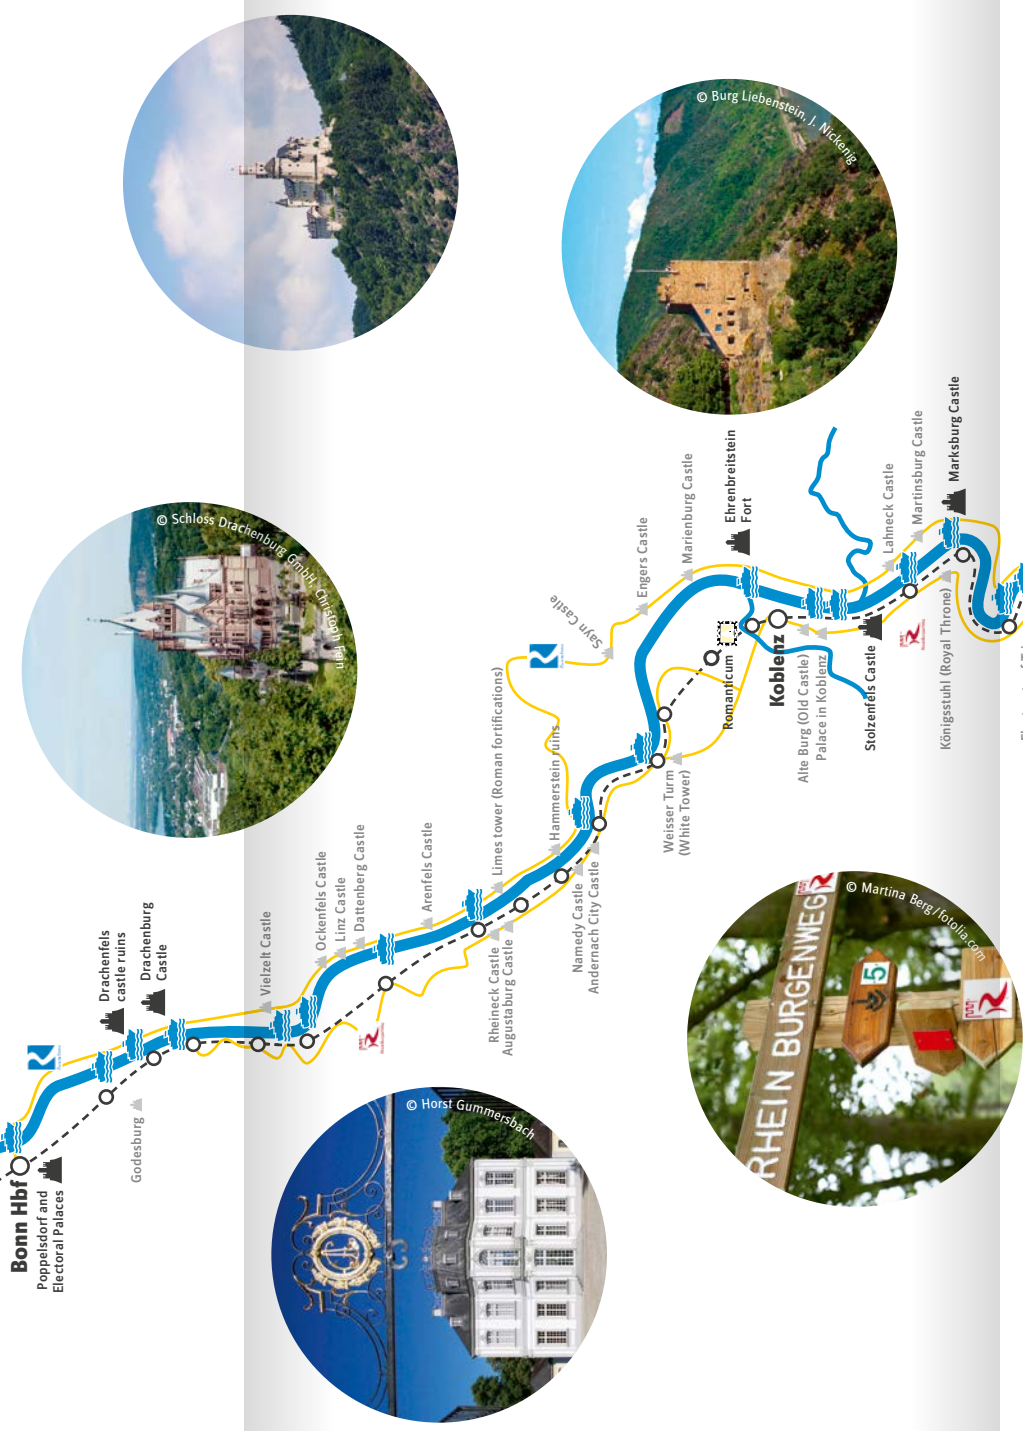 © Burg Liebenstein, J. Nickenig
© Schloss Drachenburg GmbH - Christoph Fein
© Horst Gummersbach
© Martina Berg/fotolia.com
RHEIN BURGENWEG
5
R
Bonn Hbf
Poppelsdorf and
Electoral Palaces
Godesburg
Drachenfels
castle ruins
Drachenburg
Castle
Vielzelt Castle
Ockenfels Castle
Linz Castle
Dattenberg Castle
Arenfels Castle
Rheineck Castle
Augustaburg Castle
Limes tower (Roman fortifications)
Hammerstein ruins
Namedy Castle
Andernach City Castle
Weisser Turm
(White Tower)
Sayn Castle
Engers Castle
Marienburg Castle
Ehrenbreitstein
Fort
Romanticum
Koblenz
Alte Burg (Old Castle)
Palace in Koblenz
Stolzenfels Castle
Lahneck Castle
Martinsburg Castle
Marksburg Castle
Königsstuhl (Royal Throne)